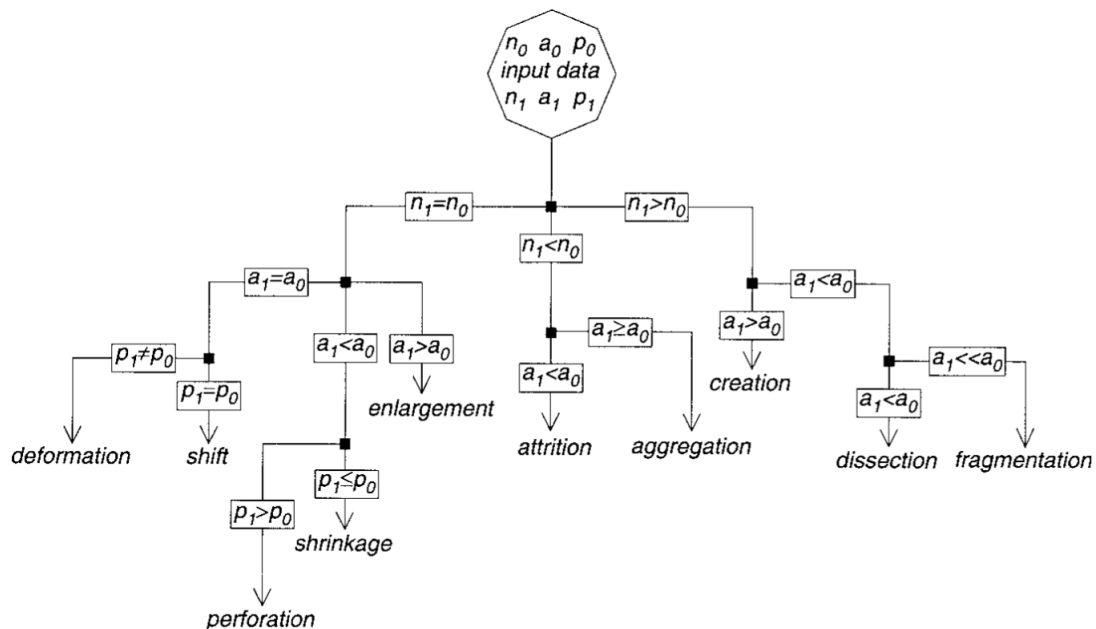 n₀ a₀ p₀
input data
n₁ a₁ p₁
n₁=n₀
n₁>n₀
n₁<n₀
a₁=a₀
a₁<a₀
a₁<a₀
a₁>a₀
a₁≥a₀
a₁>a₀
p₁≠p₀
a₁<a₀
a₁<<a₀
p₁=p₀
creation
a₁<a₀
enlargement
deformation
shift
attrition
aggregation
dissection
fragmentation
p₁≤p₀
p₁>p₀
shrinkage
perforation